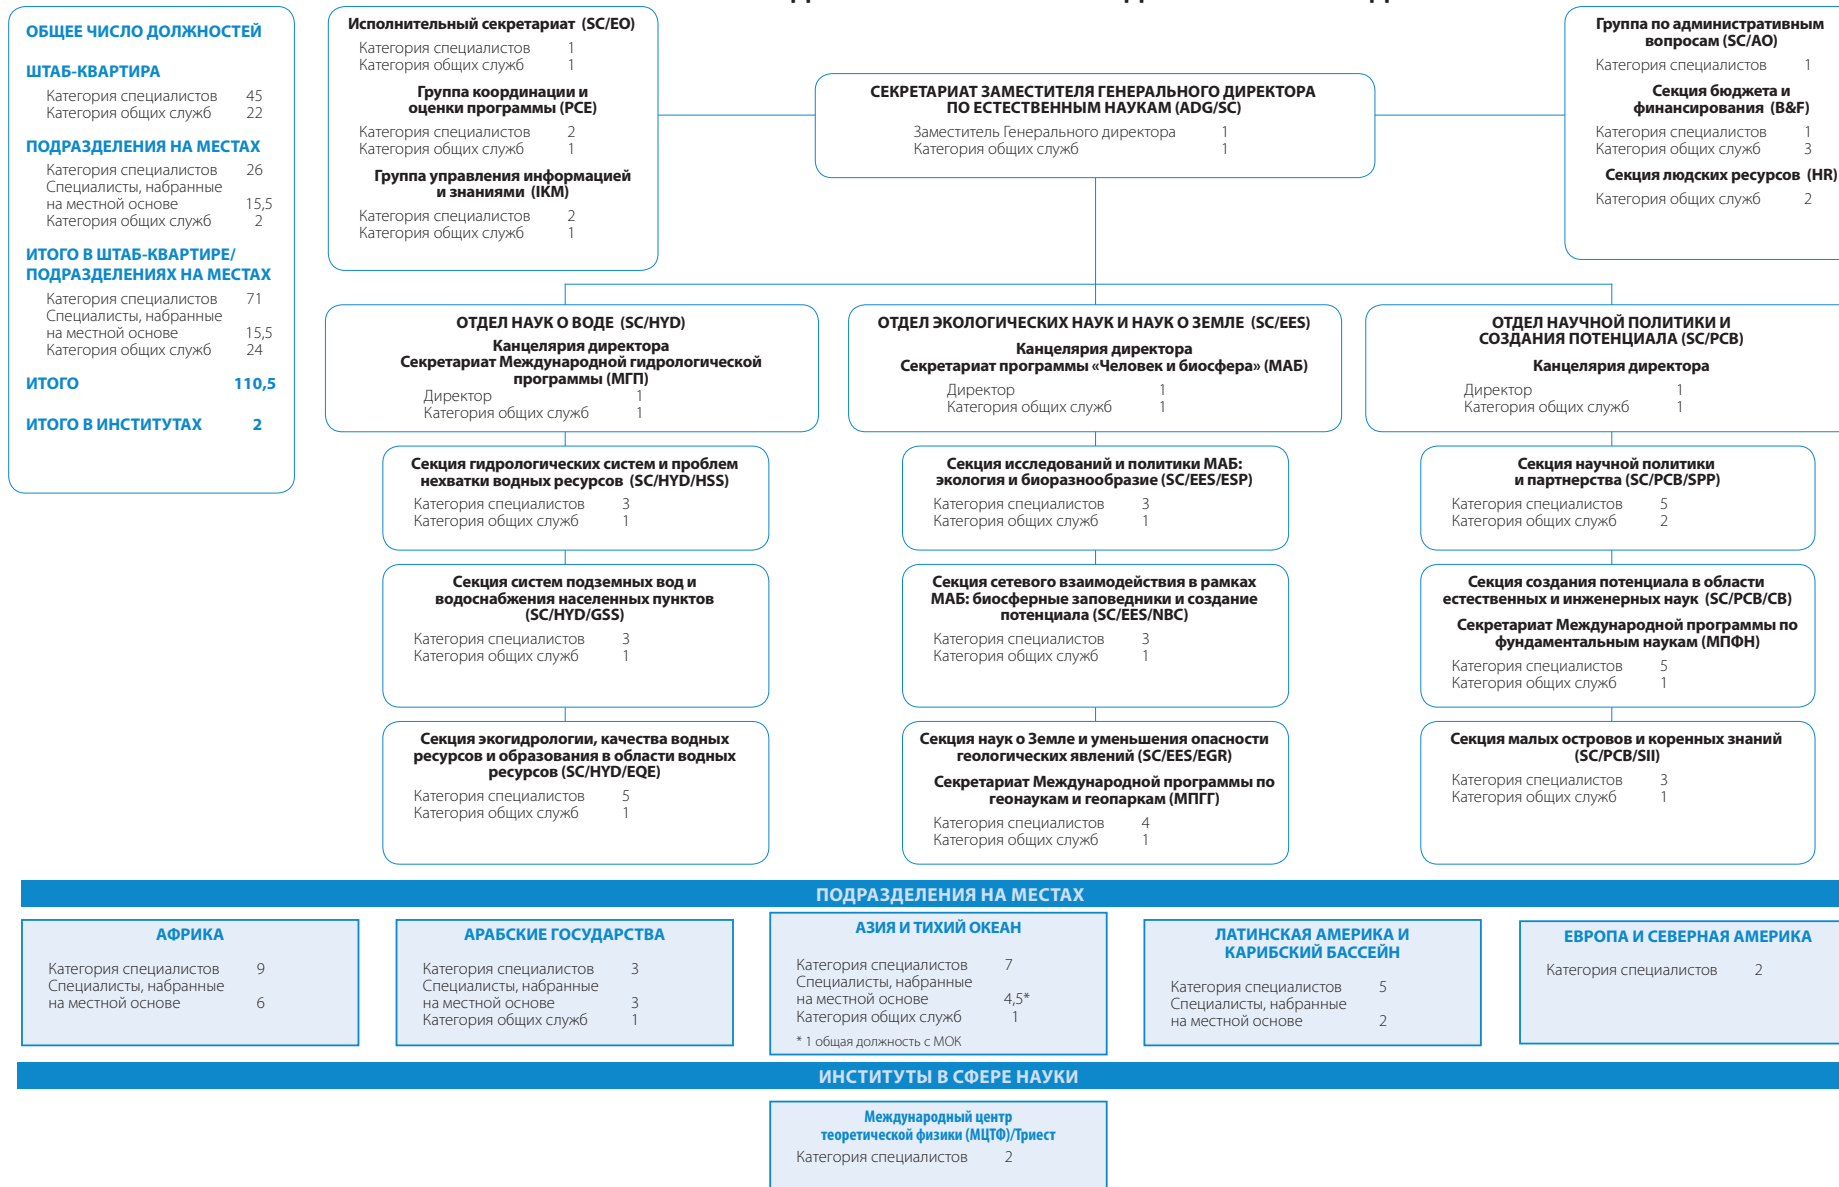 ОБЩЕЕ ЧИСЛО ДОЛЖНОСТЕЙ
ШТАБ-КВАРТИРА
Категория специалистов 45
Категория общих служб 22
ПОДРАЗДЕЛЕНИЯ НА МЕСТАХ
Категория специалистов 26
Специалисты, набранные
на местной основе 15,5
Категория общих служб 2
ИТОГО В ШТАБ-КВАРТИРЕ/
ПОДРАЗДЕЛЕНИЯХ НА МЕСТАХ
Категория специалистов 71
Специалисты, набранные
на местной основе 15,5
Категория общих служб 24
ИТОГО 110,5
ИТОГО В ИНСТИТУТАХ 2
Исполнительный секретариат (SC/EO)
Категория специалистов 1
Категория общих служб 1
Группа координации и
оценки программы (PCE)
Категория специалистов 2
Категория общих служб 1
Группа управления информацией
и знаниями (IKM)
Категория специалистов 2
Категория общих служб 1
СЕКРЕТАРИАТ ЗАМЕСТИТЕЛЯ ГЕНЕРАЛЬНОГО ДИРЕКТОРА
ПО ЕСТЕСТВЕННЫМ НАУКАМ (ADG/SC)
Заместитель Генерального директора 1
Категория общих служб 1
Группа по административным
вопросам (SC/AO)
Категория специалистов 1
Секция бюджета и
финансирования (B&F)
Категория специалистов 1
Категория общих служб 3
Секция людских ресурсов (HR)
Категория общих служб 2
ОТДЕЛ НАУК О ВОДЕ (SC/HYD)
Канцелярия директора
Секретариат Международной гидрологической
программы (МГП)
Директор 1
Категория общих служб 1
Секция гидрологических систем и проблем
нехватки водных ресурсов (SC/HYD/HSS)
Категория специалистов 3
Категория общих служб 1
Секция систем подземных вод и
водоснабжения населенных пунктов
(SC/HYD/GSS)
Категория специалистов 3
Категория общих служб 1
Секция экогидрологии, качества водных
ресурсов и образования в области водных
ресурсов (SC/HYD/EQE)
Категория специалистов 5
Категория общих служб 1
ОТДЕЛ ЭКОЛОГИЧЕСКИХ НАУК И НАУК О ЗЕМЛЕ (SC/EES)
Канцелярия директора
Секретариат программы «Человек и биосфера» (МАБ)
Директор 1
Категория общих служб 1
Секция исследований и политики МАБ:
экология и биоразнообразие (SC/EES/ESP)
Категория специалистов 3
Категория общих служб 1
Секция сетевого взаимодействия в рамках
МАБ: биосферные заповедники и создание
потенциала (SC/EES/NBC)
Категория специалистов 3
Категория общих служб 1
Секция наук о Земле и уменьшения опасности
геологических явлений (SC/EES/EGR)
Секретариат Международной программы по
геонаукам и геопаркам (МПГГ)
Категория специалистов 4
Категория общих служб 1
ОТДЕЛ НАУЧНОЙ ПОЛИТИКИ И
СОЗДАНИЯ ПОТЕНЦИАЛА (SC/PCB)
Канцелярия директора
Директор 1
Категория общих служб 1
Секция научной политики
и партнерства (SC/PCB/SPP)
Категория специалистов 5
Категория общих служб 2
Секция создания потенциала в области
естественных и инженерных наук (SC/PCB/CB)
Секретариат Международной программы по
фундаментальным наукам (МПФН)
Категория специалистов 5
Категория общих служб 1
Секция малых островов и коренных знаний
(SC/PCB/SII)
Категория специалистов 3
Категория общих служб 1
ПОДРАЗДЕЛЕНИЯ НА МЕСТАХ
АФРИКА
Категория специалистов 9
Специалисты, набранные
на местной основе 6
АРАБСКИЕ ГОСУДАРСТВА
Категория специалистов 3
Специалисты, набранные
на местной основе 3
Категория общих служб 1
АЗИЯ И ТИХИЙ ОКЕАН
Категория специалистов 7
Специалисты, набранные
на местной основе 4,5*
Категория общих служб 1
* 1 общая должность с МОК
ЛАТИНСКАЯ АМЕРИКА И
КАРИБСКИЙ БАССЕЙН
Категория специалистов 5
Специалисты, набранные
на местной основе 2
ЕВРОПА И СЕВЕРНАЯ АМЕРИКА
Категория специалистов 2
ИНСТИТУТЫ В СФЕРЕ НАУКИ
Международный центр
теоретической физики (МЦТФ)/Триест
Категория специалистов 2